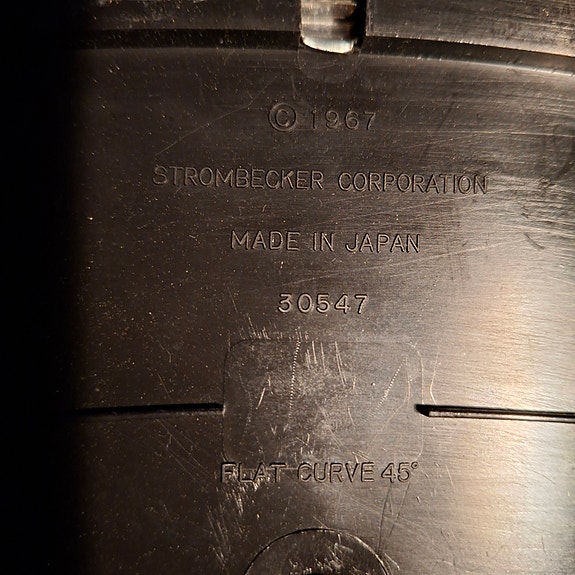 © 1967
STROMBECKER CORPORATION
MADE IN JAPAN
30547
FLAT CURVE 45°